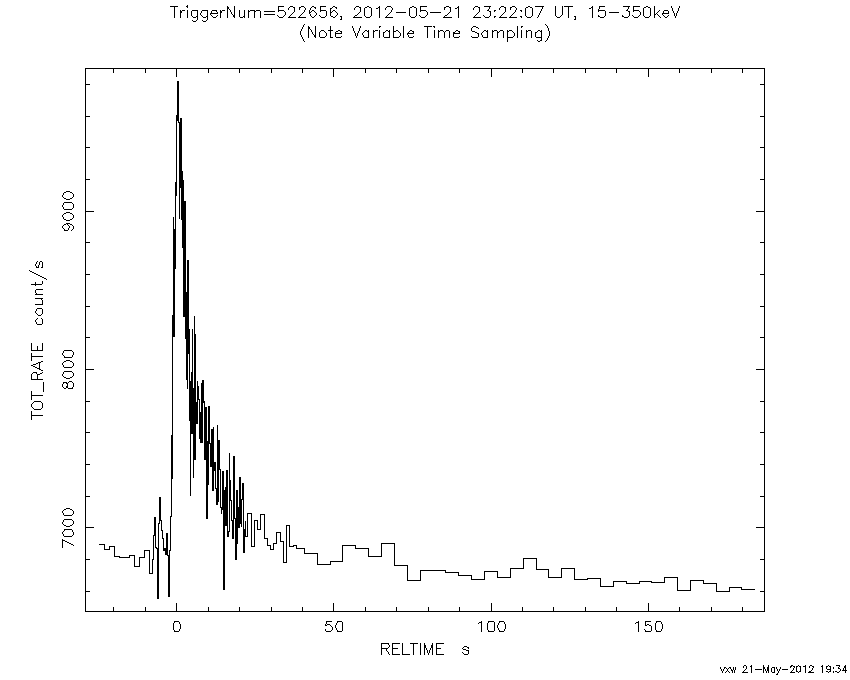 TriggerNum=522656, 2012-05-21 23:22:07 UT, 15-350keV
(Note Variable Time Sampling)
TOT_RATE count/s
9000
8000
7000
0 50 100 150
RELTIME s
vxw 21-May-2012 19:34